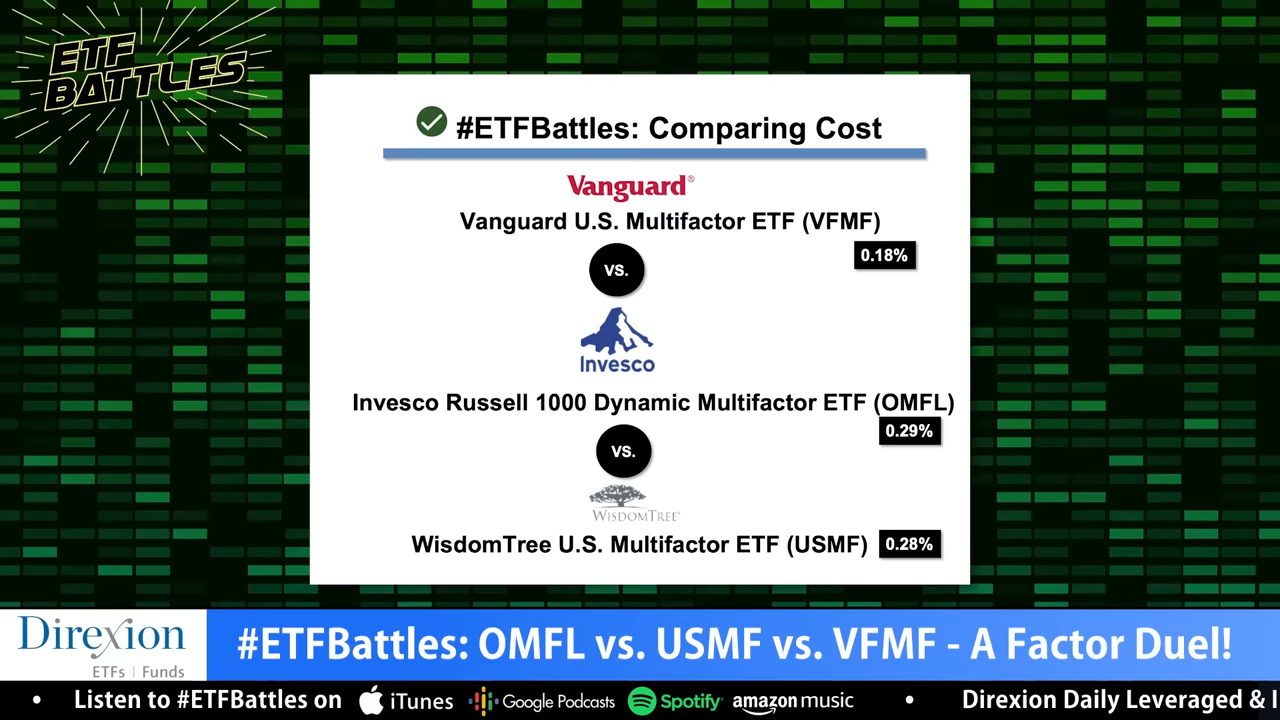 ETF
BATTLES
#ETFBattles: Comparing Cost
Vanguard®
Vanguard U.S. Multifactor ETF (VFMF)
0.18%
VS.
Invesco
Invesco Russell 1000 Dynamic Multifactor ETF (OMFL)
0.29%
VS.
WISDOMTREE®
WisdomTree U.S. Multifactor ETF (USMF) 0.28%
Direxion
ETFs | Funds
#ETFBattles: OMFL vs. USMF vs. VFMF - A Factor Duel!
• Listen to #ETFBattles on iTunes Google Podcasts Spotify® amazon music • Direxion Daily Leveraged & I